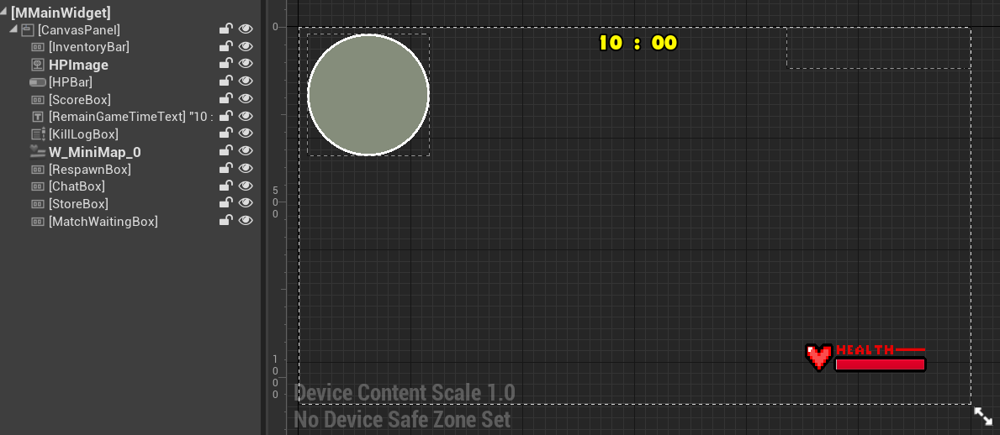 [MMainWidget]
[CanvasPanel]
[InventoryBar]
HPImage
[HPBar]
[ScoreBox]
[RemainGameTimeText] "10 :
[KillLogBox]
W_MiniMap_0
[RespawnBox]
[ChatBox]
[StoreBox]
[MatchWaitingBox]
0
10 : 00
500
HEALTH
1000
Device Content Scale 1.0
No Device Safe Zone Set